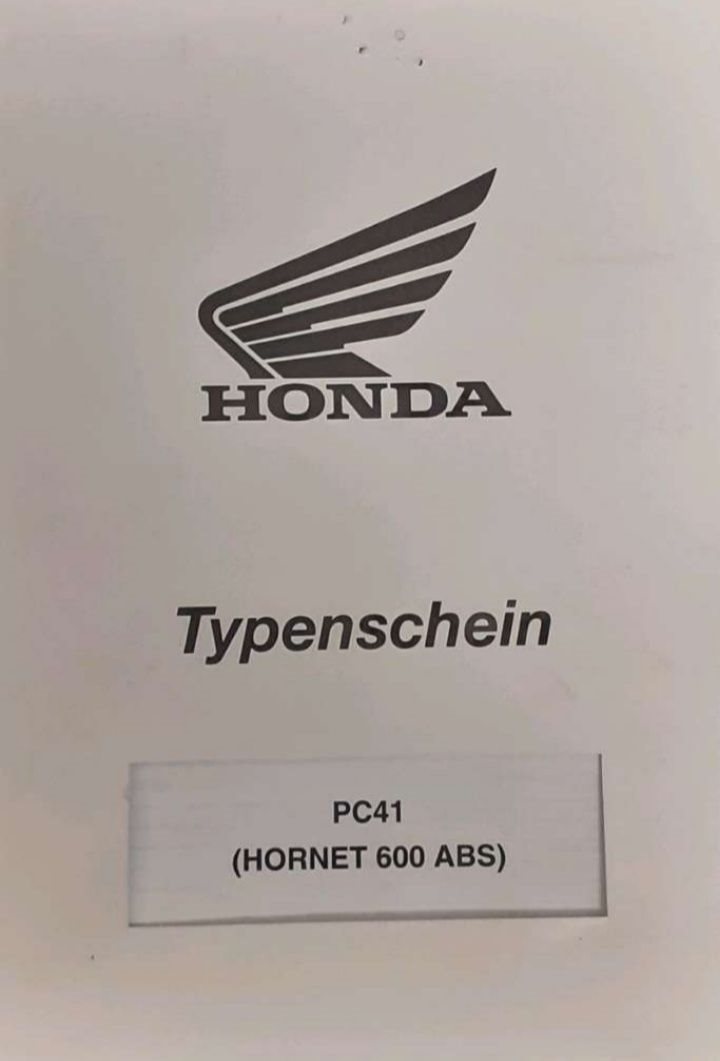 HONDA
Typenschein
PC41
(HORNET 600 ABS)